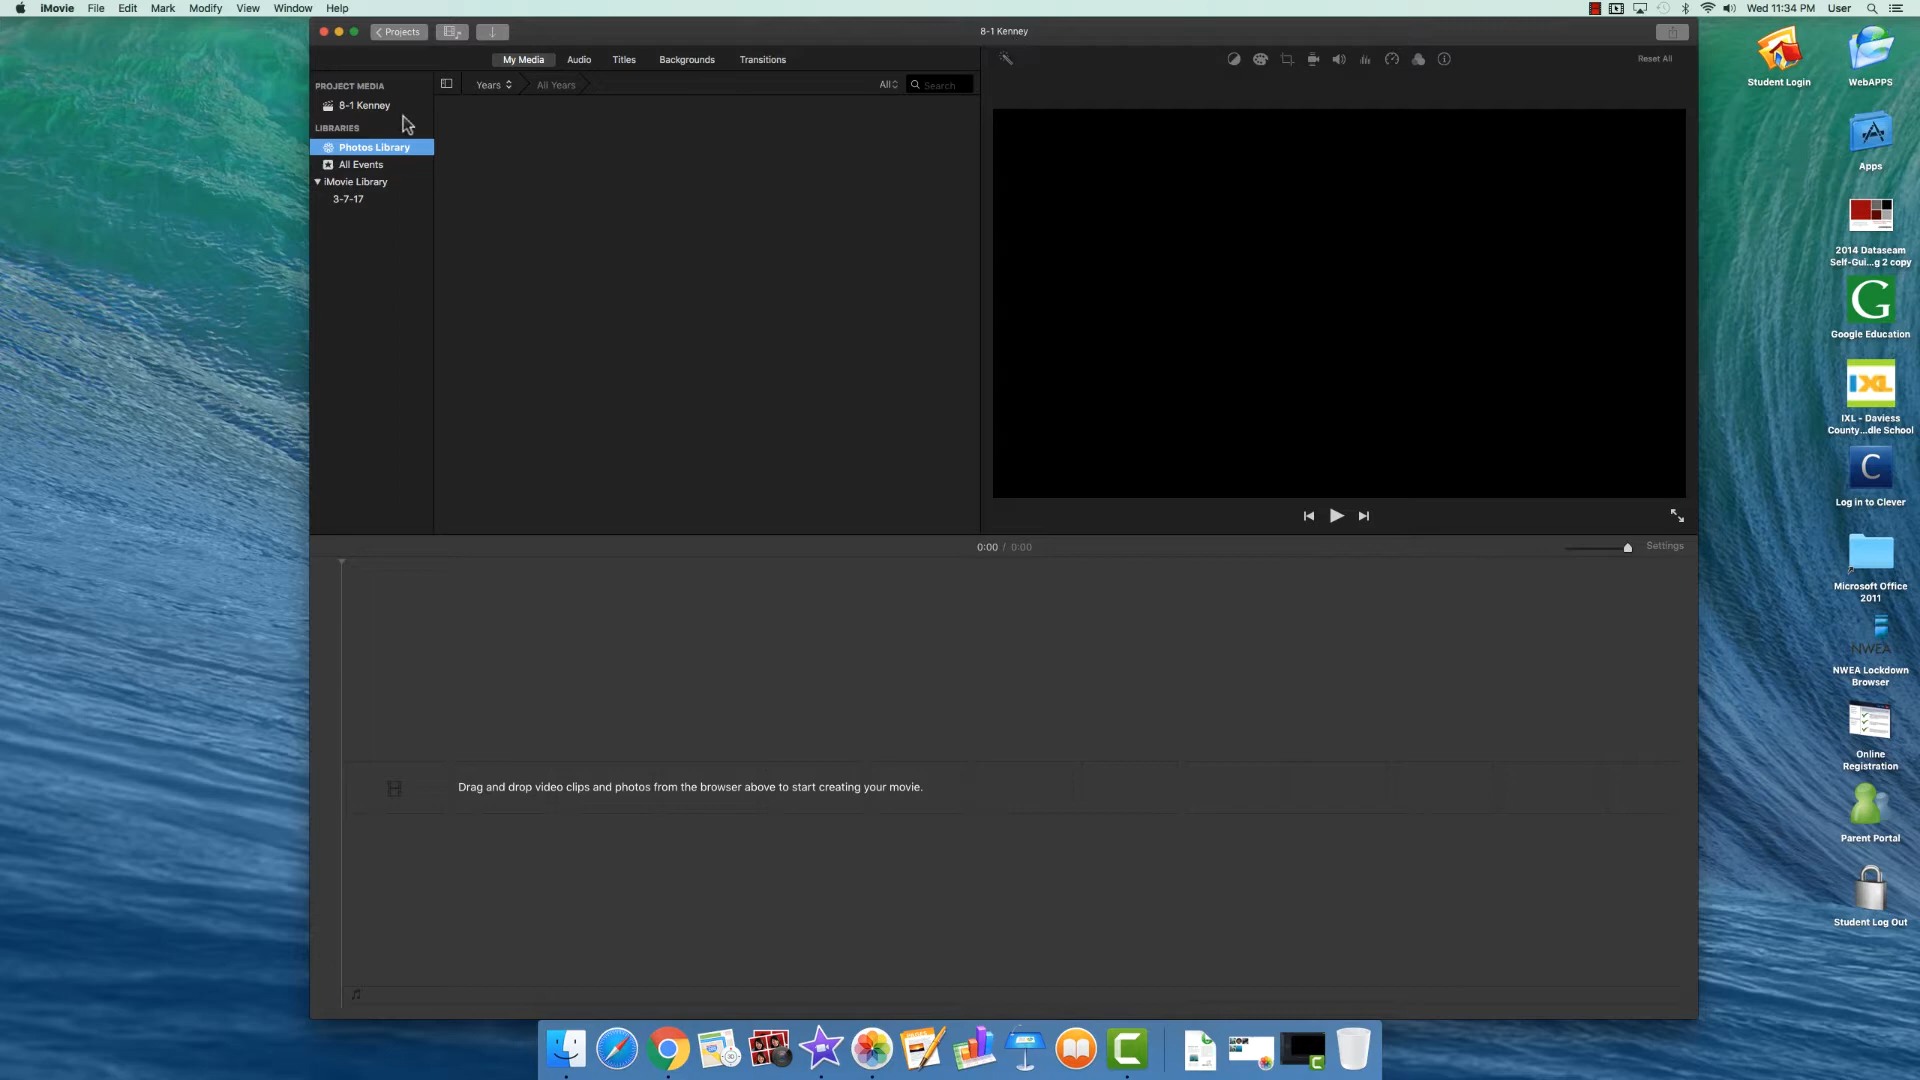 iMovie File Edit Mark Modify View Window Help
Wed 11:34 PM User
Projects
8-1 Kenney
My Media Audio Titles Backgrounds Transitions
Reset All
PROJECT MEDIA
8-1 Kenney
LIBRARIES
Photos Library
All Events
iMovie Library
3-7-17
Years All Years All Search
0:00 / 0:00
Settings
Drag and drop video clips and photos from the browser above to start creating your movie.
Student Login
WebAPPS
Apps
2014 Dataseam
Self-Gui...g 2 copy
G
Google Education
IXL
IXL - Daviess
County...dle School
C
Log in to Clever
Microsoft Office
2011
NWEA
NWEA Lockdown
Browser
Online
Registration
Parent Portal
Student Log Out